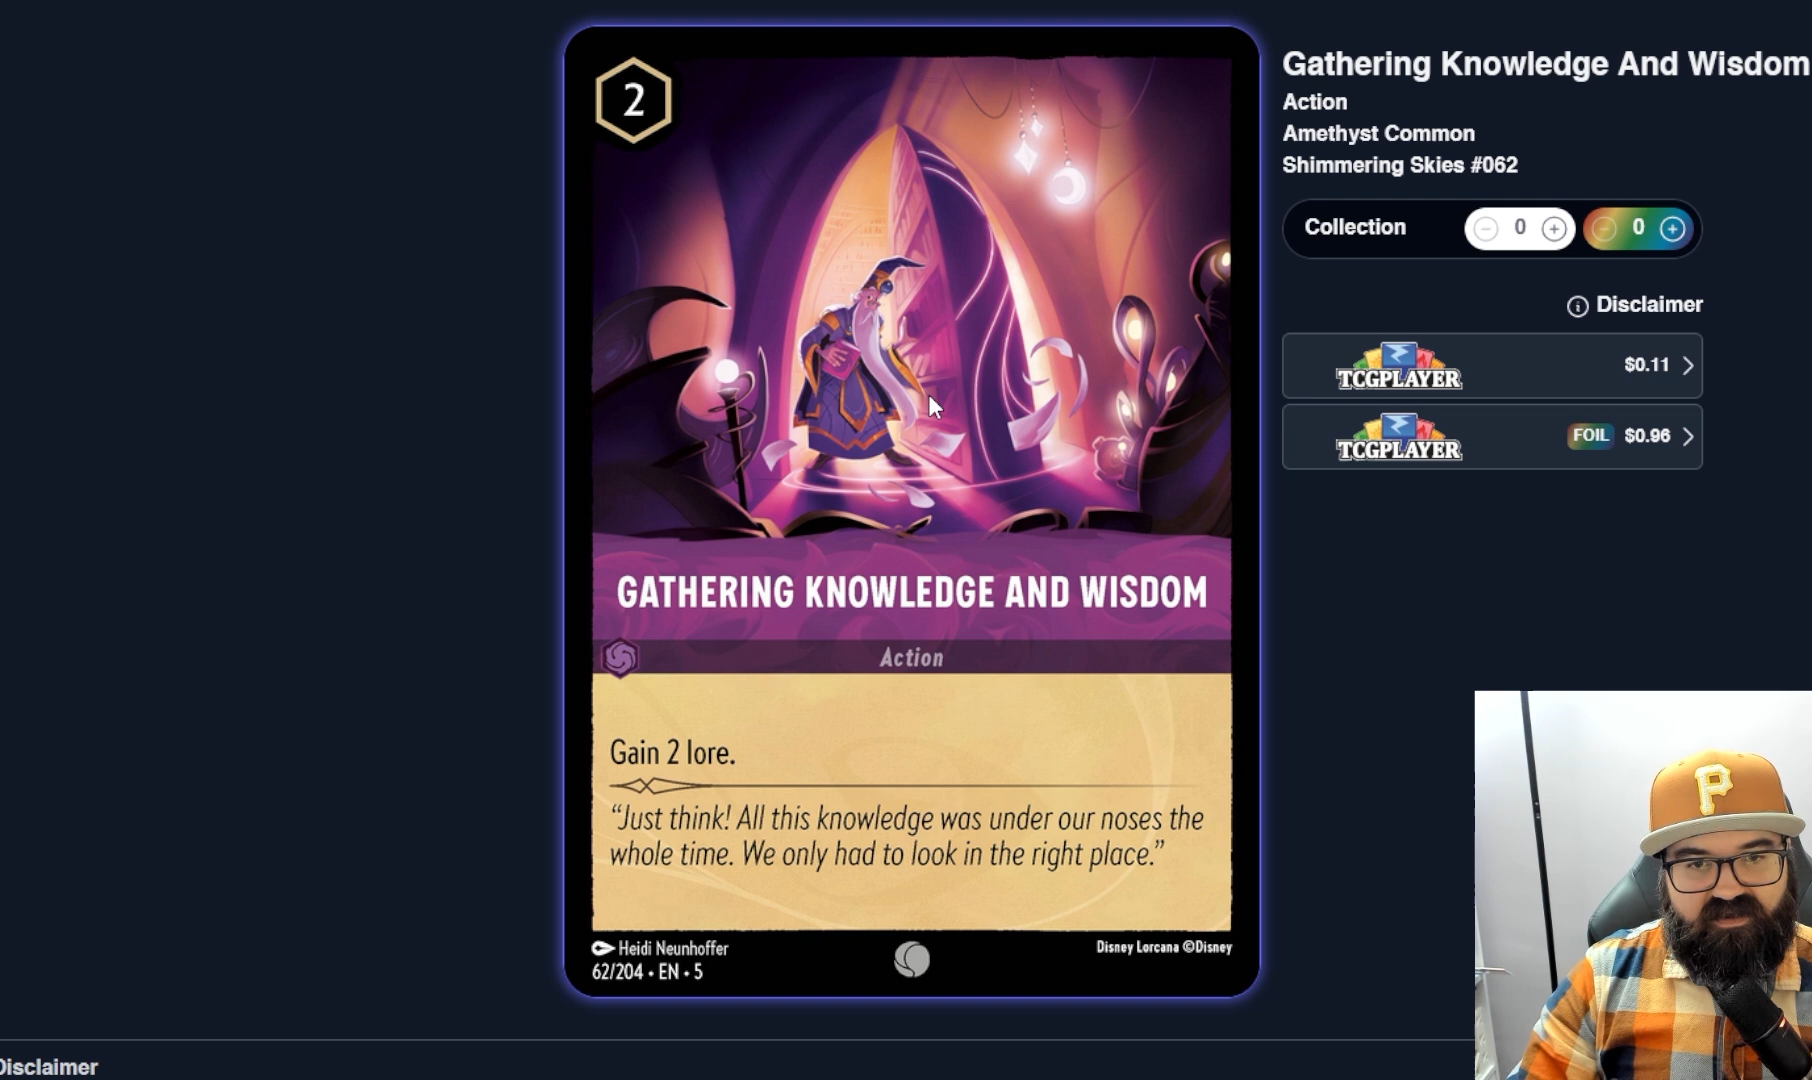 2
GATHERING KNOWLEDGE AND WISDOM
Action
Gain 2 lore.
“Just think! All this knowledge was under our noses the
whole time. We only had to look in the right place.”
Heidi Neunhoffer
62/204 • EN • 5
Disney Lorcana ©Disney
Gathering Knowledge And Wisdom
Action
Amethyst Common
Shimmering Skies #062
Collection
0
0
Disclaimer
TCGPLAYER
$0.11
TCGPLAYER
FOIL
$0.96
P
Disclaimer